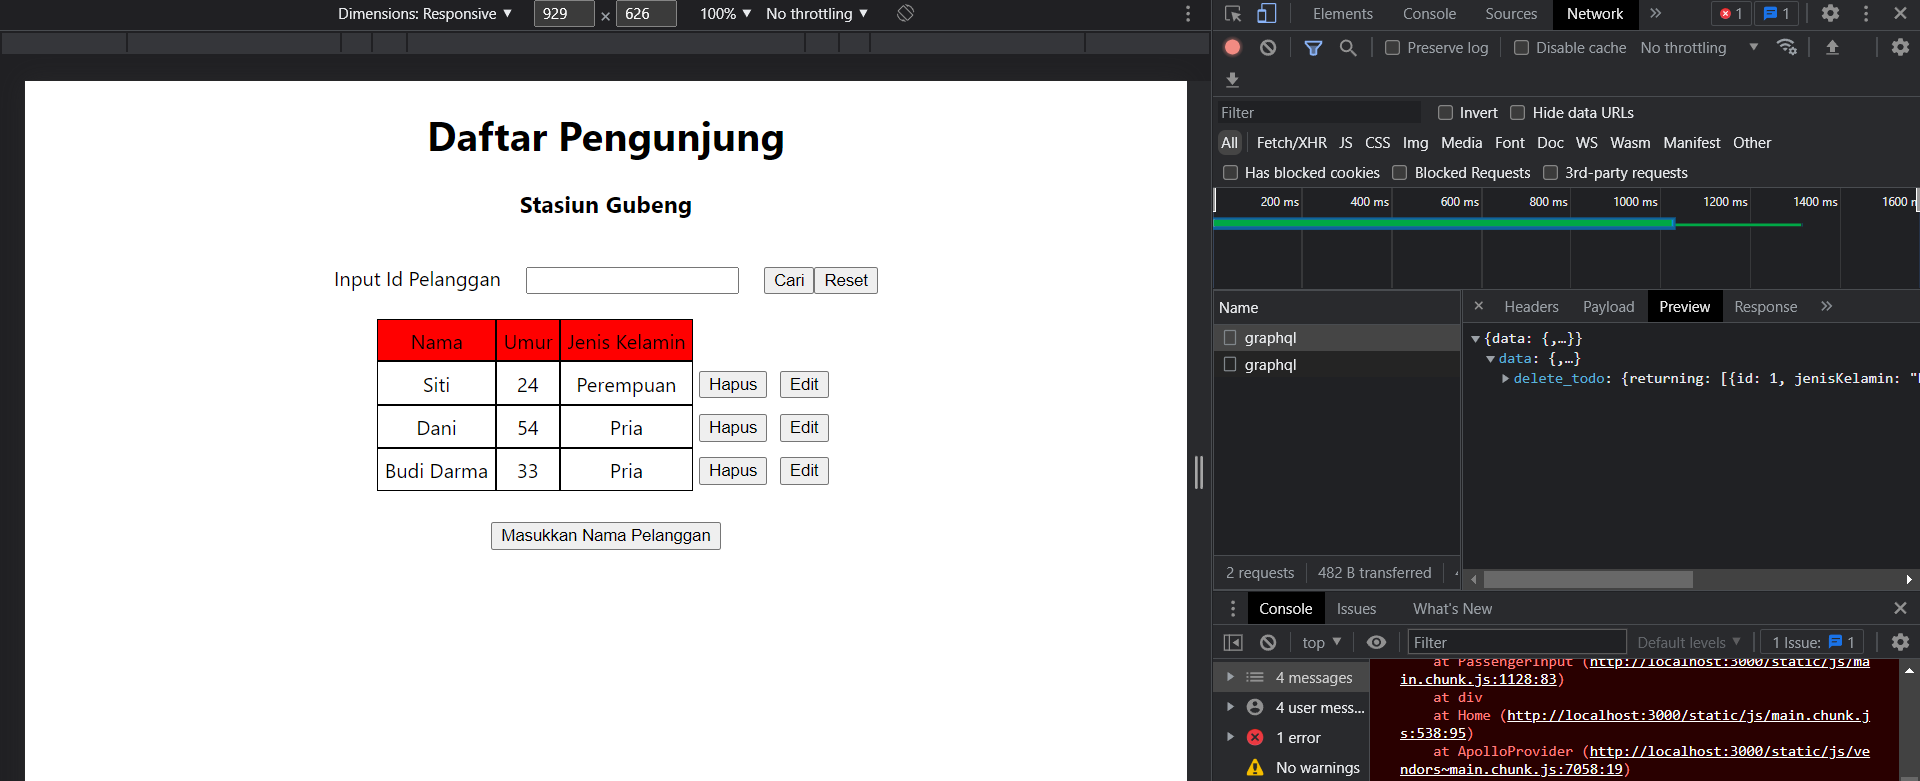 Dimensions: Responsive ▼ 929 × 626 100% ▼ No throttling ▼
Daftar Pengunjung
Stasiun Gubeng
Input Id Pelanggan Cari Reset
Nama Umur Jenis Kelamin
Siti 24 Perempuan Hapus Edit
Dani 54 Pria Hapus Edit
Budi Darma 33 Pria Hapus Edit
Masukkan Nama Pelanggan
Elements Console Sources Network » 1 1
Preserve log Disable cache No throttling ▼
Filter Invert Hide data URLs
All Fetch/XHR JS CSS Img Media Font Doc WS Wasm Manifest Other
Has blocked cookies Blocked Requests 3rd-party requests
200 ms 400 ms 600 ms 800 ms 1000 ms 1200 ms 1400 ms 1600 m
Name
graphql
graphql
2 requests 482 B transferred
× Headers Payload Preview Response »
▼{data: {,…}}
▼data: {,…}
▶delete_todo: {returning: [{id: 1, jenisKelamin: "
Console Issues What's New
top ▼ Filter Default levels ▼ 1 Issue: 1
4 messages
4 user mess...
1 error
No warnings
at PassengerInput (http://localhost:3000/static/js/ma
in.chunk.js:1128:83)
at div
at Home (http://localhost:3000/static/js/main.chunk.j
s:538:95)
at ApolloProvider (http://localhost:3000/static/js/ve
ndors~main.chunk.js:7058:19)